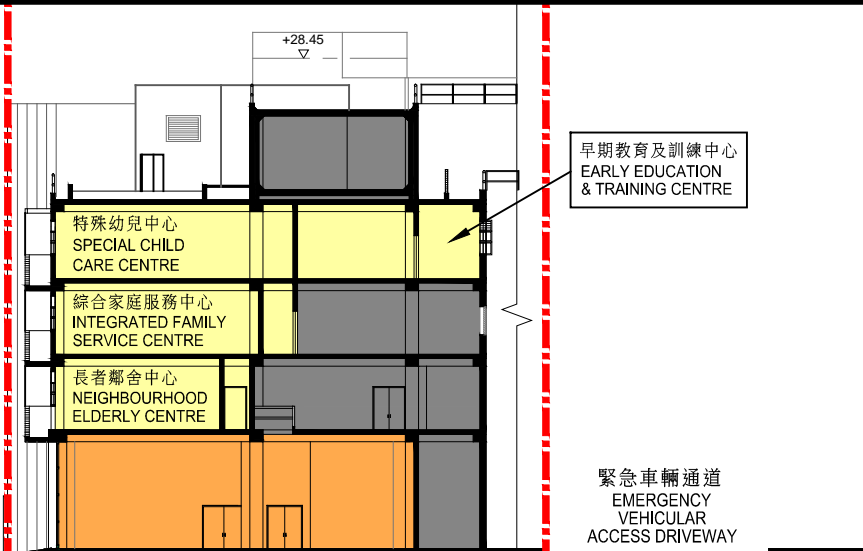 +28.45
早期教育及訓練中心
EARLY EDUCATION
& TRAINING CENTRE
特殊幼兒中心
SPECIAL CHILD
CARE CENTRE
綜合家庭服務中心
INTEGRATED FAMILY
SERVICE CENTRE
長者鄰舍中心
NEIGHBOURHOOD
ELDERLY CENTRE
緊急車輛通道
EMERGENCY
VEHICULAR
ACCESS DRIVEWAY